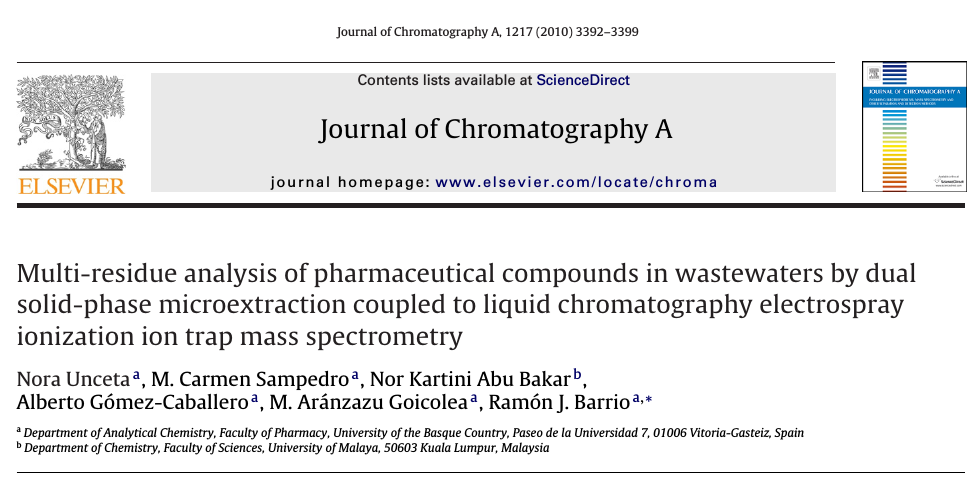 Journal of Chromatography A, 1217 (2010) 3392–3399
Contents lists available at ScienceDirect
Journal of Chromatography A
journal homepage: www.elsevier.com/locate/chroma
ELSEVIER
JOURNAL OF CHROMATOGRAPHY A
Multi-residue analysis of pharmaceutical compounds in wastewaters by dual
solid-phase microextraction coupled to liquid chromatography electrospray
ionization ion trap mass spectrometry
Nora Unceta a, M. Carmen Sampedro a, Nor Kartini Abu Bakar b,
Alberto Gómez-Caballero a, M. Aránzazu Goicolea a, Ramón J. Barrio a,*
a Department of Analytical Chemistry, Faculty of Pharmacy, University of the Basque Country, Paseo de la Universidad 7, 01006 Vitoria-Gasteiz, Spain
b Department of Chemistry, Faculty of Sciences, University of Malaya, 50603 Kuala Lumpur, Malaysia